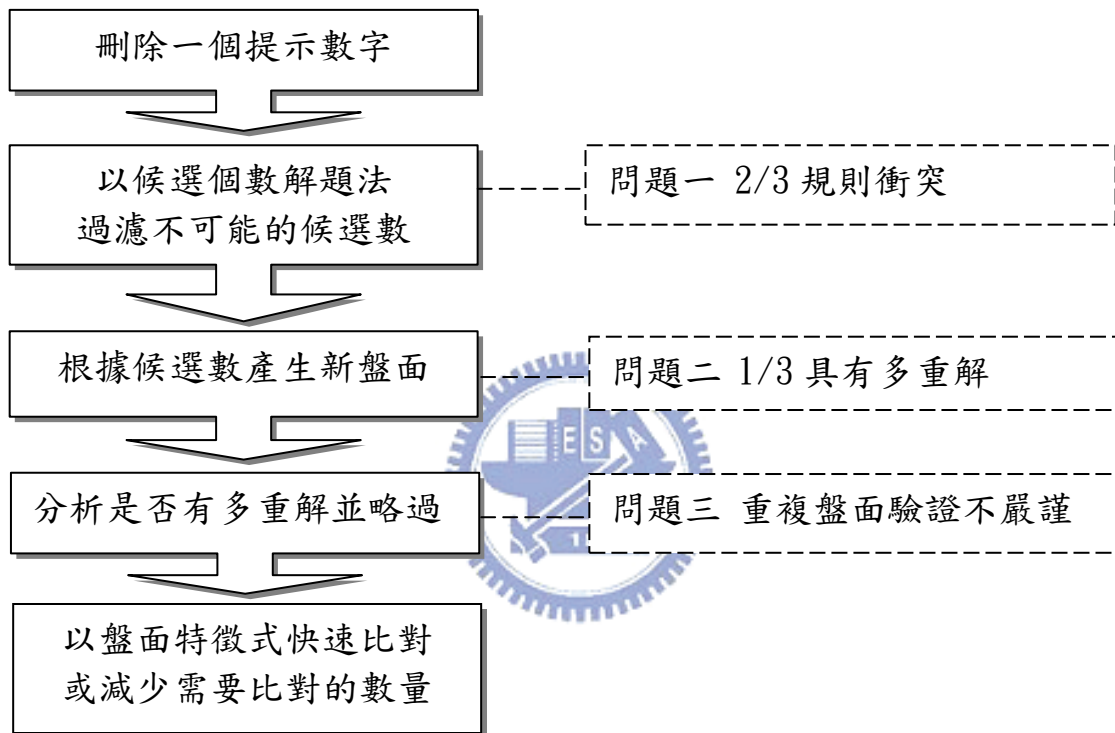 刪除一個提示數字
以候選個數解題法
過濾不可能的候選數
問題一 2/3 規則衝突
根據候選數產生新盤面
問題二 1/3 具有多重解
ESA
分析是否有多重解並略過
問題三 重複盤面驗證不嚴謹
以盤面特徵式快速比對
或減少需要比對的數量